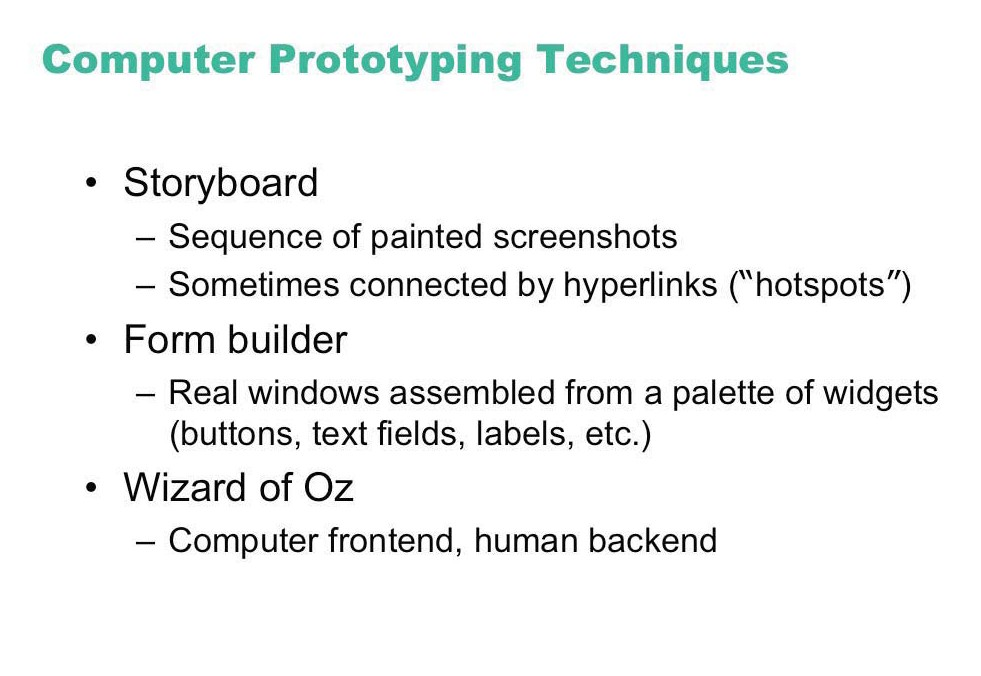 Computer Prototyping Techniques
• Storyboard
– Sequence of painted screenshots
– Sometimes connected by hyperlinks (‟hotspots”)
• Form builder
– Real windows assembled from a palette of widgets
(buttons, text fields, labels, etc.)
• Wizard of Oz
– Computer frontend, human backend